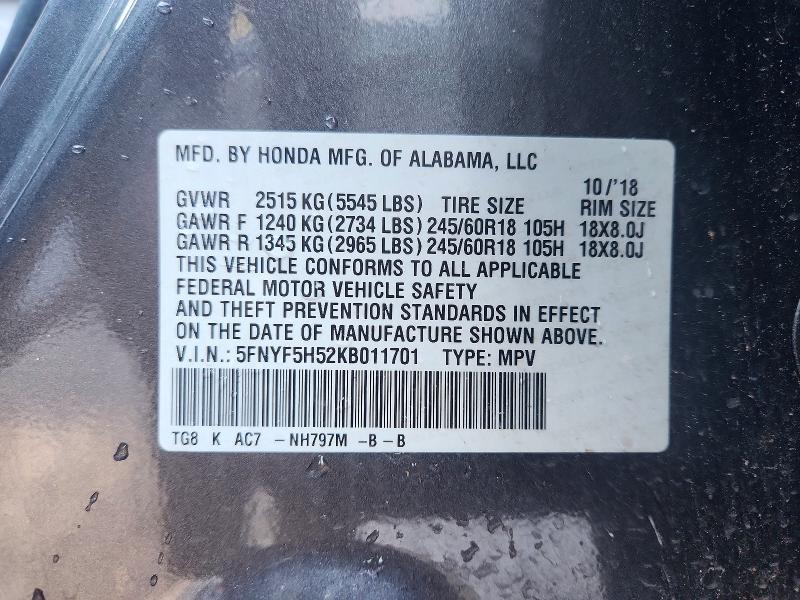 MFD. BY HONDA MFG. OF ALABAMA, LLC
10/'18
GVWR 2515 KG (5545 LBS) TIRE SIZE RIM SIZE
GAWR F 1240 KG (2734 LBS) 245/60R18 105H 18X8.0J
GAWR R 1345 KG (2965 LBS) 245/60R18 105H 18X8.0J
THIS VEHICLE CONFORMS TO ALL APPLICABLE
FEDERAL MOTOR VEHICLE SAFETY
AND THEFT PREVENTION STANDARDS IN EFFECT
ON THE DATE OF MANUFACTURE SHOWN ABOVE.
V.I.N.: 5FNYF5H52KB011701 TYPE: MPV
TG8 K AC7 -NH797M -B-B